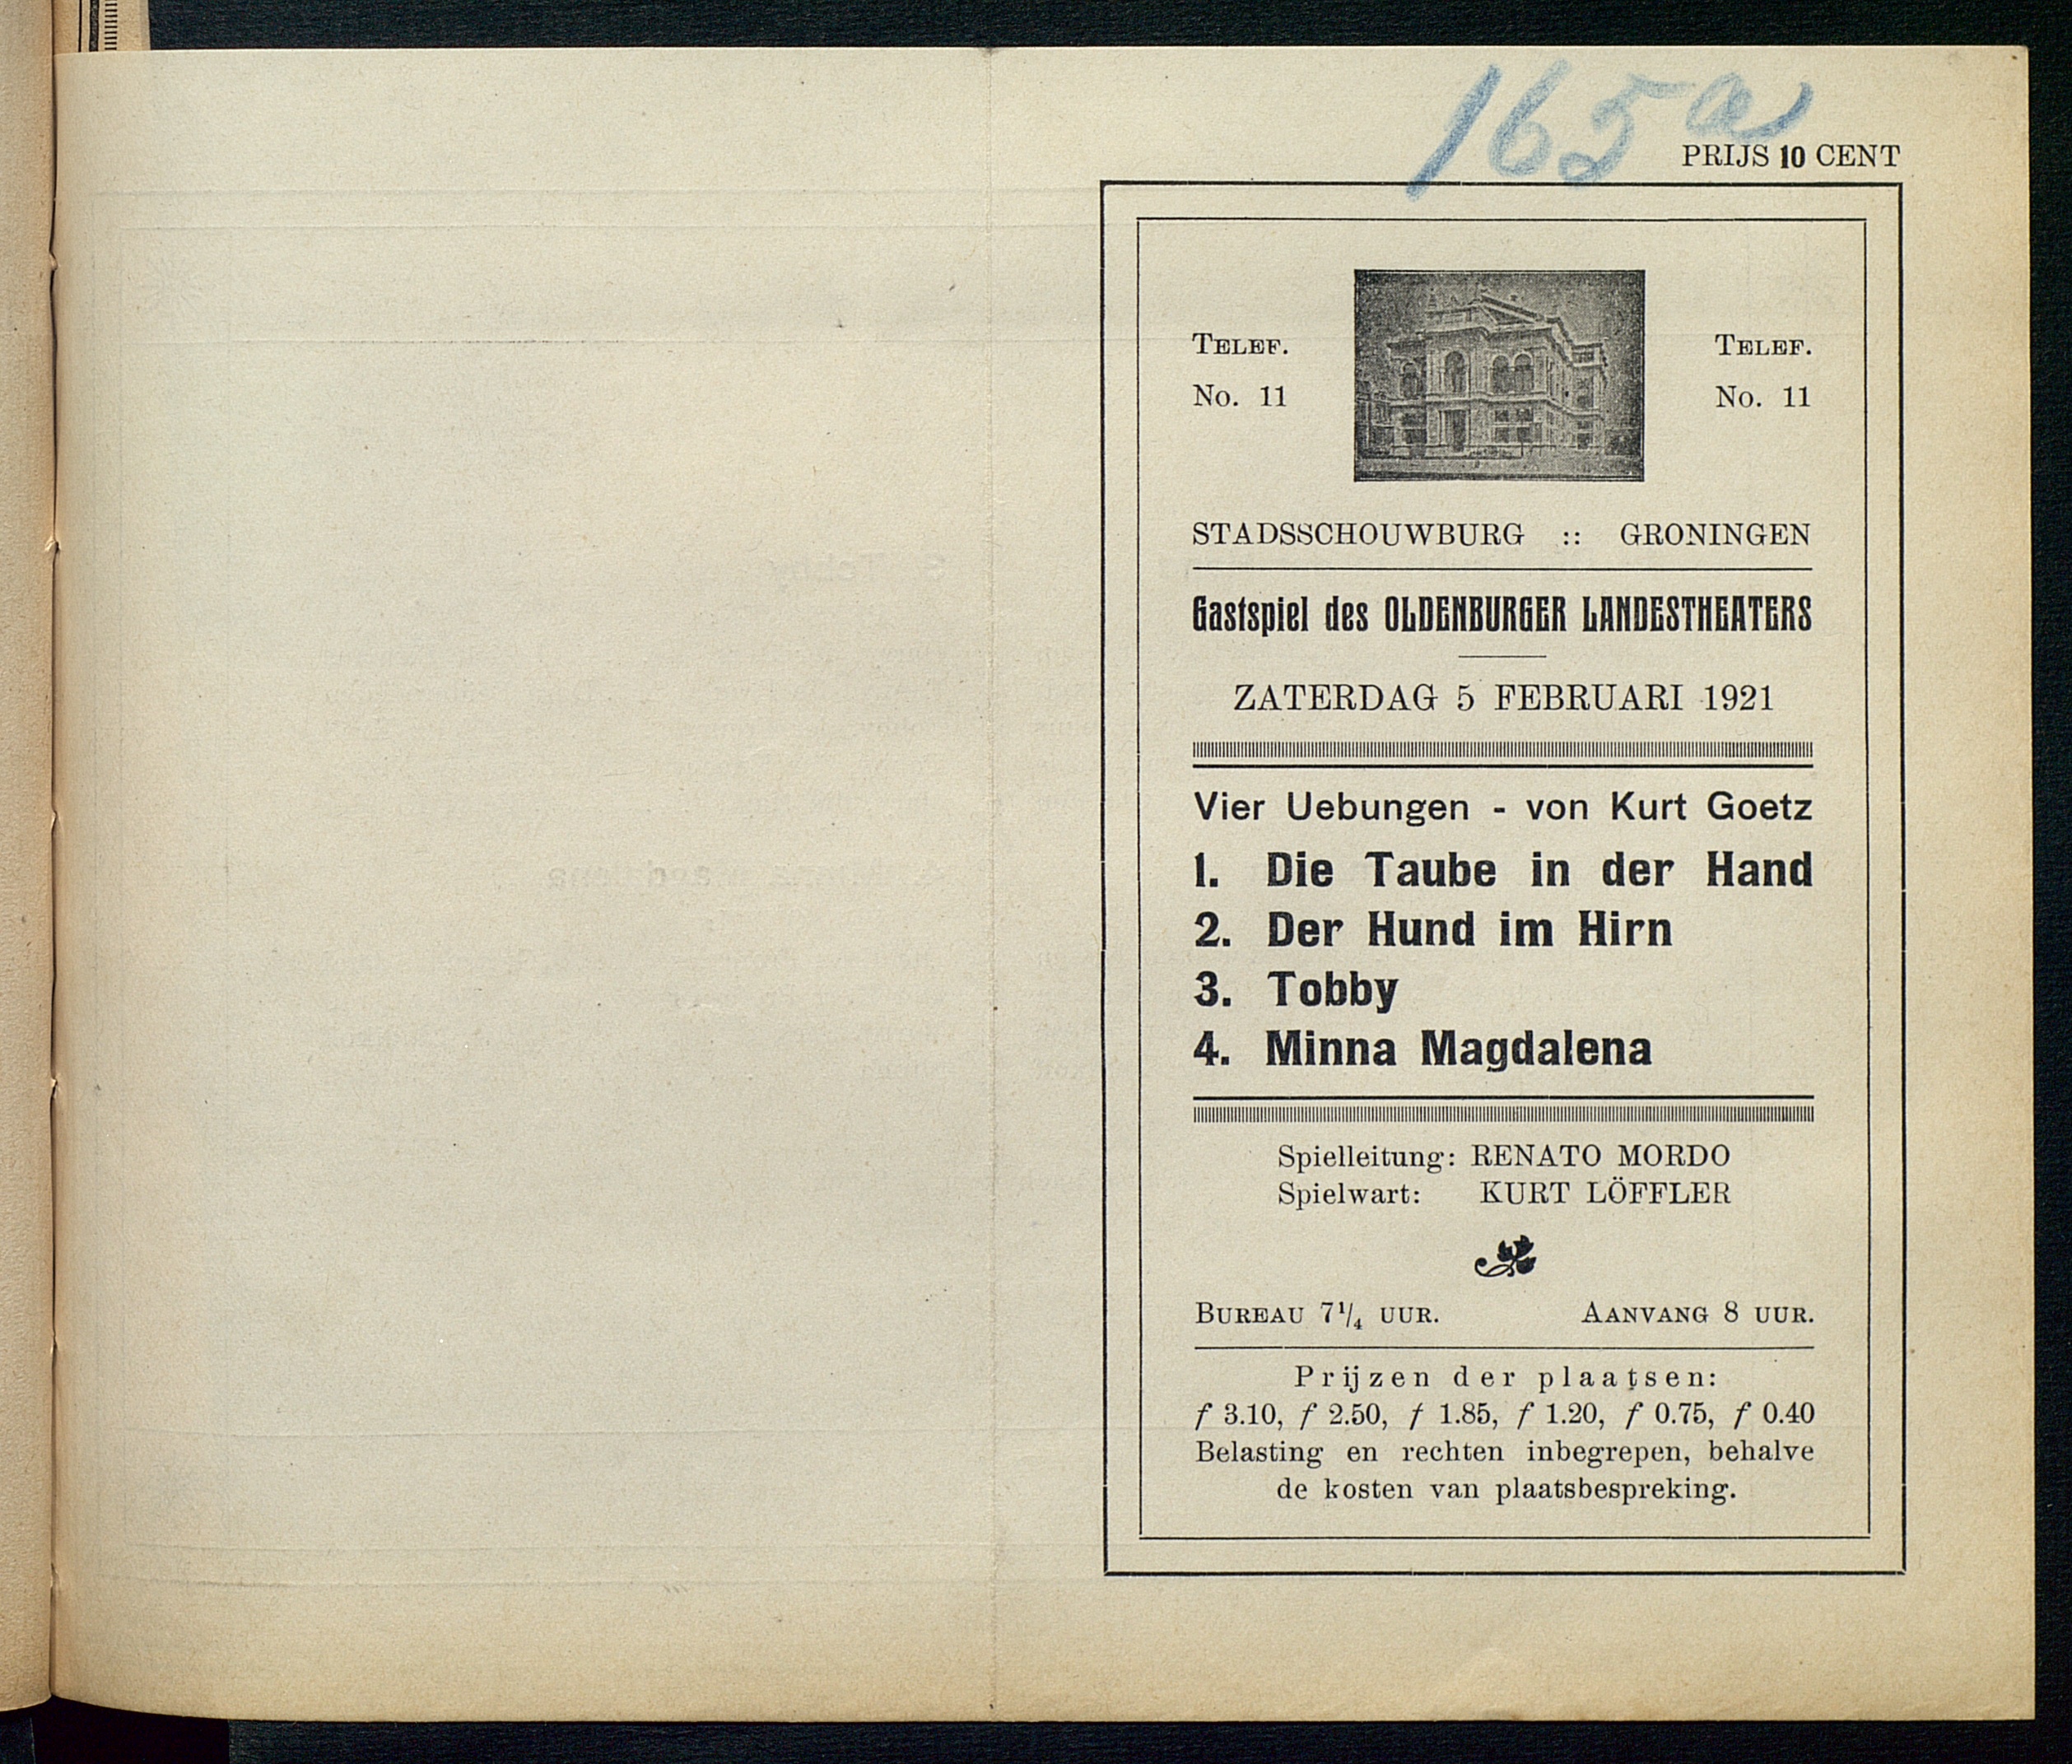 165a
PRIJS 10 CENT
TELEF.
No. 11
TELEF.
No. 11
STADSSCHOUWBURG :: GRONINGEN
Gastspiel des OLDENBURGER LANDESTHEATERS
ZATERDAG 5 FEBRUARI 1921
Vier Uebungen - von Kurt Goetz
1. Die Taube in der Hand
2. Der Hund im Hirn
3. Tobby
4. Minna Magdalena
Spielleitung: RENATO MORDO
Spielwart: KURT LÖFFLER
BUREAU 7¹/₄ UUR. AANVANG 8 UUR.
Prijzen der plaatsen:
ƒ 3.10, ƒ 2.50, ƒ 1.85, ƒ 1.20, ƒ 0.75, ƒ 0.40
Belasting en rechten inbegrepen, behalve
de kosten van plaatsbespreking.